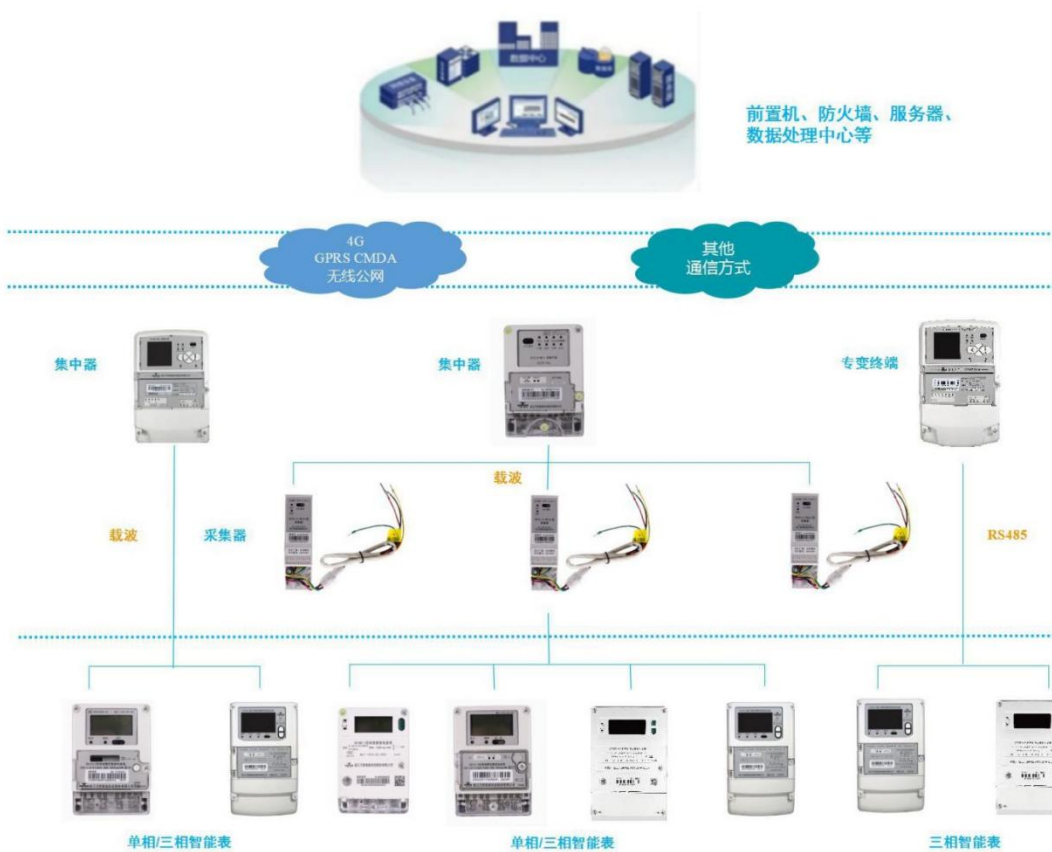 数据中心
前置机、防火墙、服务器、
数据处理中心等
4G
GPRS CMDA
无线公网
其他
通信方式
集中器
集中器
专变终端
载波
载波
采集器
RS485
单相/三相智能表
单相/三相智能表
三相智能表